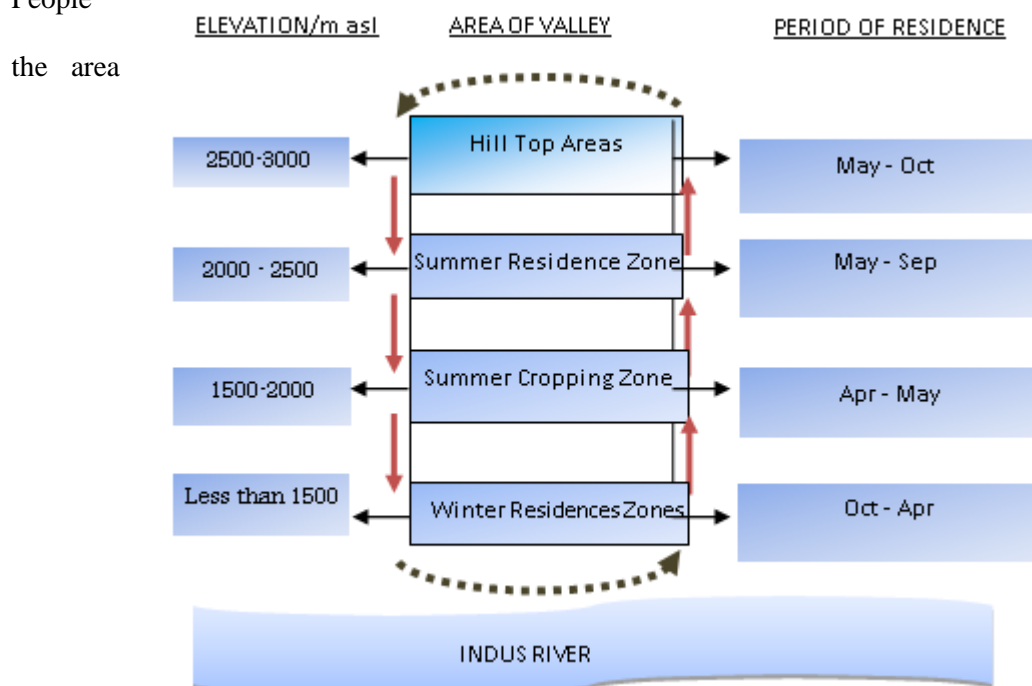 People
the area
ELEVATION/m asl AREA OF VALLEY PERIOD OF RESIDENCE
2500-3000 Hill Top Areas May - Oct
2000 - 2500 Summer Residence Zone May - Sep
1500-2000 Summer Cropping Zone Apr - May
Less than 1500 Winter Residences Zones Oct - Apr
INDUS RIVER